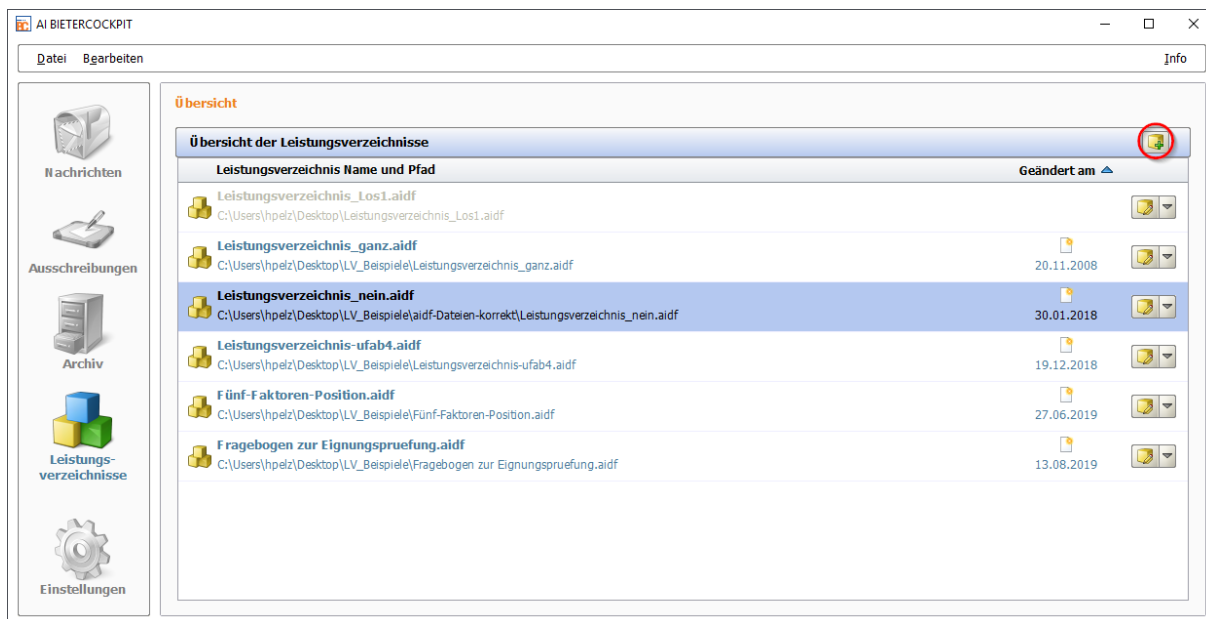 AI BIETERCOCKPIT
Datei Bearbeiten Info
Übersicht
Übersicht der Leistungsverzeichnisse
Leistungsverzeichnis Name und Pfad Geändert am
Leistungsverzeichnis_Los1.aidf
C:\Users\hpelz\Desktop\Leistungsverzeichnis_Los1.aidf
Leistungsverzeichnis_ganz.aidf
C:\Users\hpelz\Desktop\LV_Beispiele\Leistungsverzeichnis_ganz.aidf 20.11.2008
Leistungsverzeichnis_nein.aidf
C:\Users\hpelz\Desktop\LV_Beispiele\aidf-Dateien-korrekt\Leistungsverzeichnis_nein.aidf 30.01.2018
Leistungsverzeichnis-ufab4.aidf
C:\Users\hpelz\Desktop\LV_Beispiele\Leistungsverzeichnis-ufab4.aidf 19.12.2018
Fünf-Faktoren-Position.aidf
C:\Users\hpelz\Desktop\LV_Beispiele\Fünf-Faktoren-Position.aidf 27.06.2019
Fragebogen zur Eignungspruefung.aidf
C:\Users\hpelz\Desktop\LV_Beispiele\Fragebogen zur Eignungspruefung.aidf 13.08.2019
Nachrichten
Ausschreibungen
Archiv
Leistungs-
verzeichnisse
Einstellungen